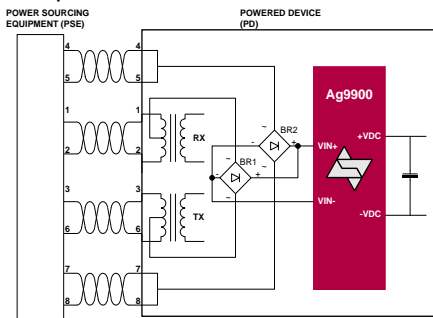 POWER SOURCING
EQUIPMENT (PSE)
POWERED DEVICE
(PD)
4 4
5 5
1 1
2 2
3 3
6 6
7 7
8 8
RX
TX
~
BR2
- +
~
~
BR1
- +
~
Ag9900
VIN+
VIN-
+VDC
-VDC